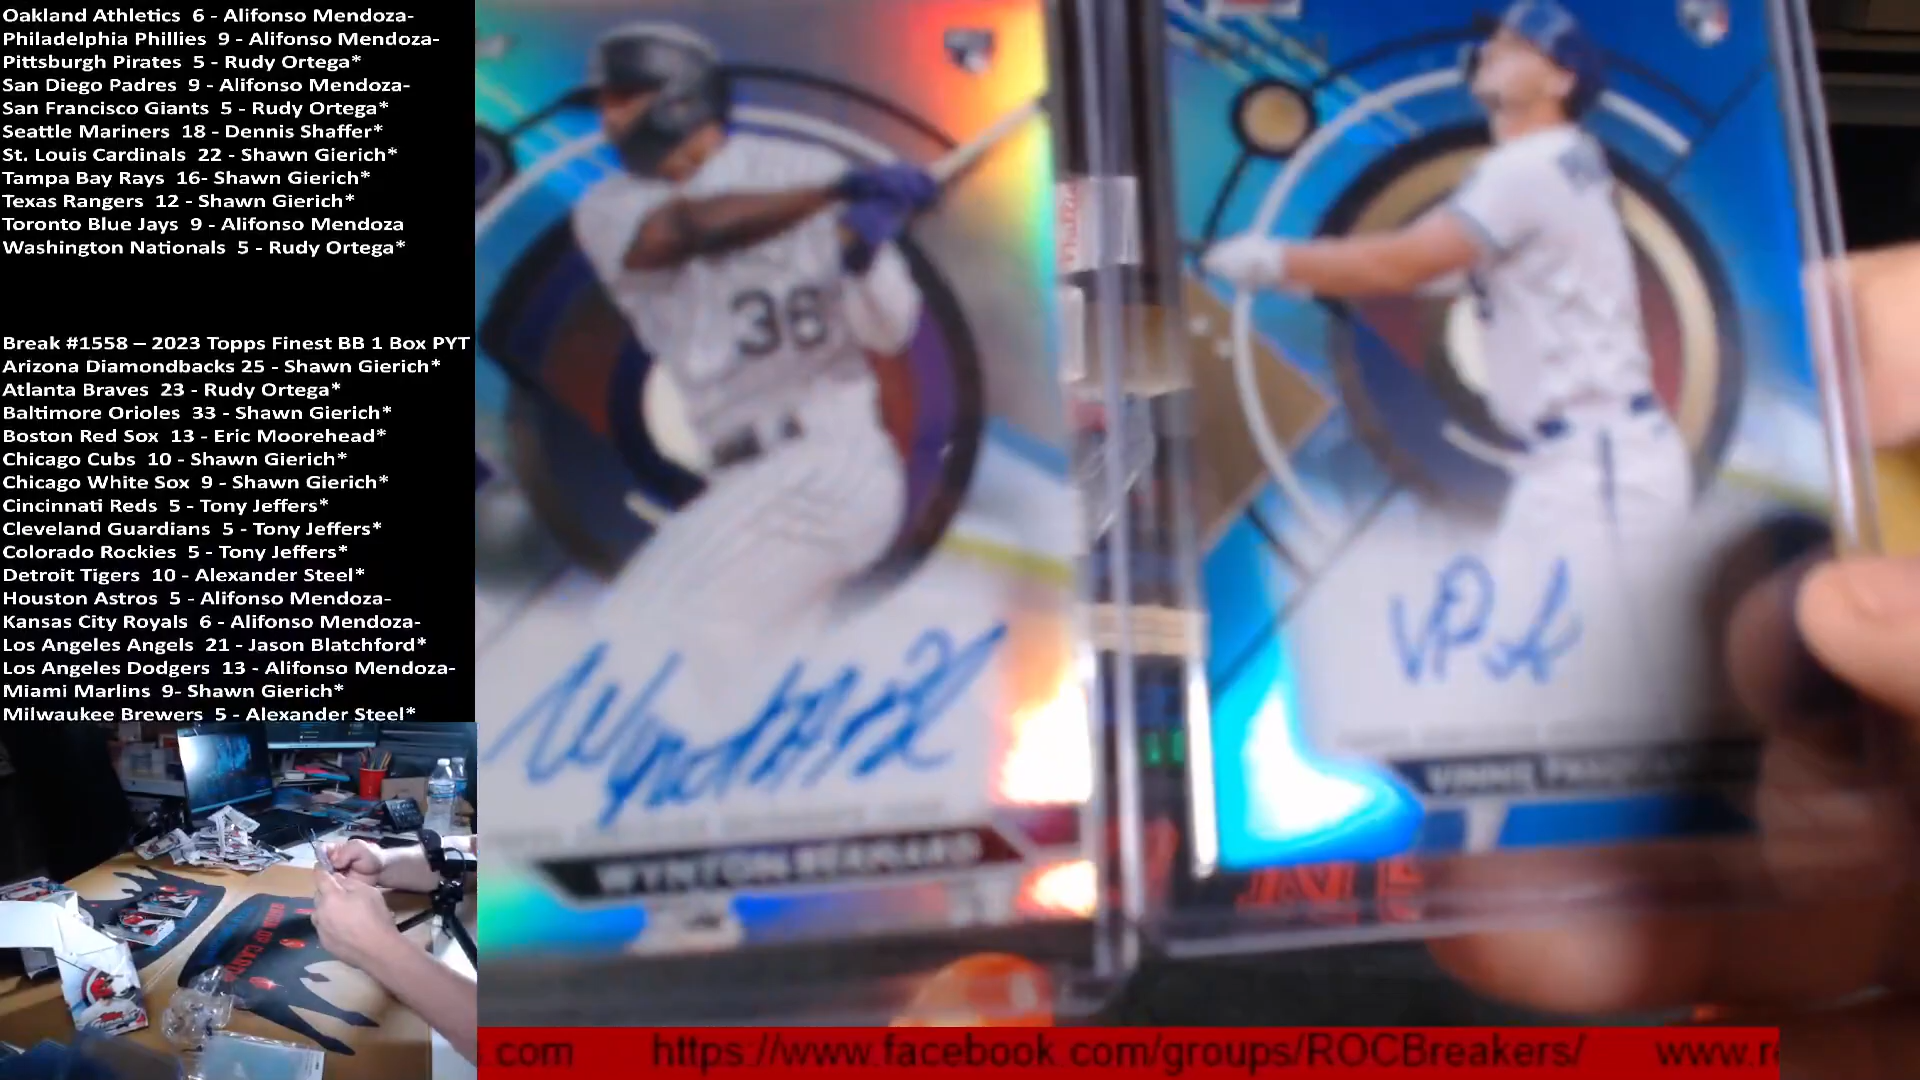 Oakland Athletics 6 - Alifonso Mendoza-
Philadelphia Phillies 9 - Alifonso Mendoza-
Pittsburgh Pirates 5 - Rudy Ortega*
San Diego Padres 9 - Alifonso Mendoza-
San Francisco Giants 5 - Rudy Ortega*
Seattle Mariners 18 - Dennis Shaffer*
St. Louis Cardinals 22 - Shawn Gierich*
Tampa Bay Rays 16- Shawn Gierich*
Texas Rangers 12 - Shawn Gierich*
Toronto Blue Jays 9 - Alifonso Mendoza
Washington Nationals 5 - Rudy Ortega*
Break #1558 – 2023 Topps Finest BB 1 Box PYT
Arizona Diamondbacks 25 - Shawn Gierich*
Atlanta Braves 23 - Rudy Ortega*
Baltimore Orioles 33 - Shawn Gierich*
Boston Red Sox 13 - Eric Moorehead*
Chicago Cubs 10 - Shawn Gierich*
Chicago White Sox 9 - Shawn Gierich*
Cincinnati Reds 5 - Tony Jeffers*
Cleveland Guardians 5 - Tony Jeffers*
Colorado Rockies 5 - Tony Jeffers*
Detroit Tigers 10 - Alexander Steel*
Houston Astros 5 - Alifonso Mendoza-
Kansas City Royals 6 - Alifonso Mendoza-
Los Angeles Angels 21 - Jason Blatchford*
Los Angeles Dodgers 13 - Alifonso Mendoza-
Miami Marlins 9- Shawn Gierich*
Milwaukee Brewers 5 - Alexander Steel*
36
WYNTON BERNARD
VINNIE
.com https://www.facebook.com/groups/ROCBreakers/ www.r